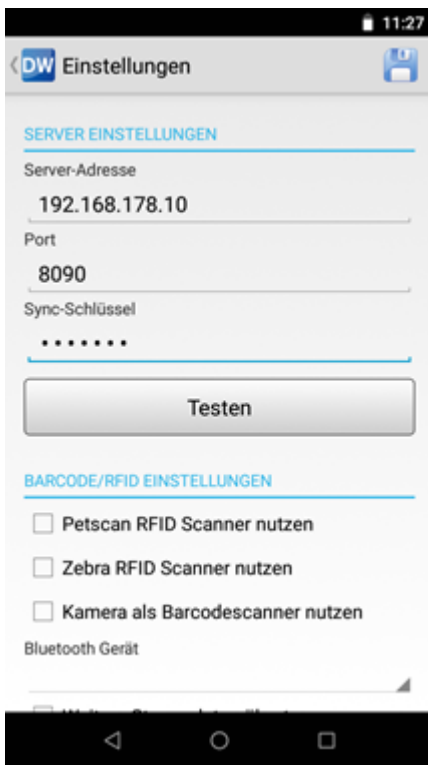 11:27
DW Einstellungen
SERVER EINSTELLUNGEN
Server-Adresse
192.168.178.10
Port
8090
Sync-Schlüssel
•••••••
Testen
BARCODE/RFID EINSTELLUNGEN
Petscan RFID Scanner nutzen
Zebra RFID Scanner nutzen
Kamera als Barcodescanner nutzen
Bluetooth Gerät